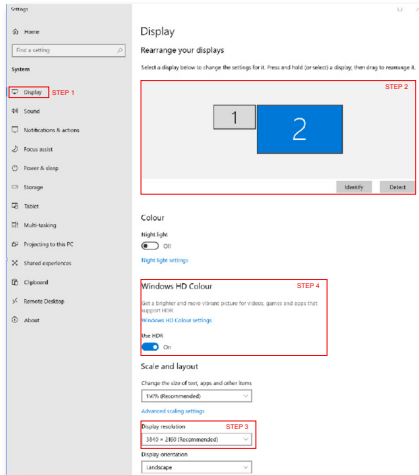 Settings
Home
Find a setting
System
Display STEP 1
Sound
Notifications & actions
Focus assist
Power & sleep
Storage
Tablet
Multi-tasking
Projecting to this PC
Shared experiences
Clipboard
Remote Desktop
About
Display
Rearrange your displays
Select a display below to change the settings for it. Press and hold (or select) a display, then drag to rearrange it.
STEP 2
1 2
Identify Detect
Colour
Night light
Off
Night light settings
Windows HD Colour STEP 4
Get a brighter and more vibrant picture for videos, games and apps that
support HDR
Windows HD Colour settings
Use HDR
On
Scale and layout
Change the size of text, apps and other items
150% (Recommended)
Advanced scaling settings
Display resolution STEP 3
3840 × 2160 (Recommended)
Display orientation
Landscape